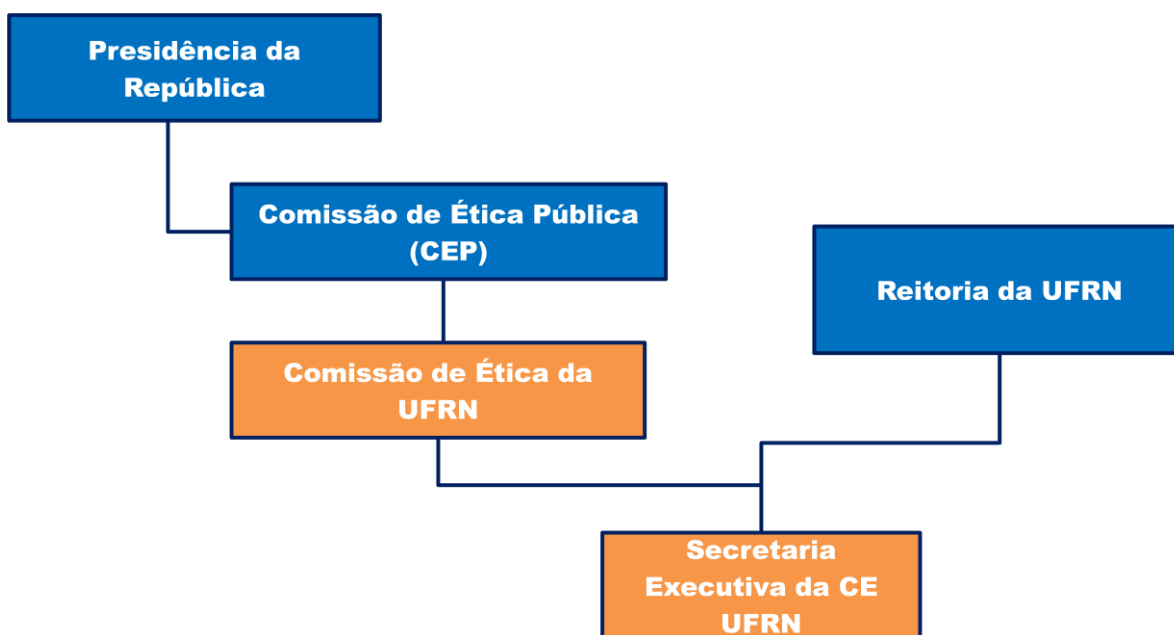 Presidência da
República
Comissão de Ética Pública
(CEP)
Reitoria da UFRN
Comissão de Ética da
UFRN
Secretaria
Executiva da CE
UFRN